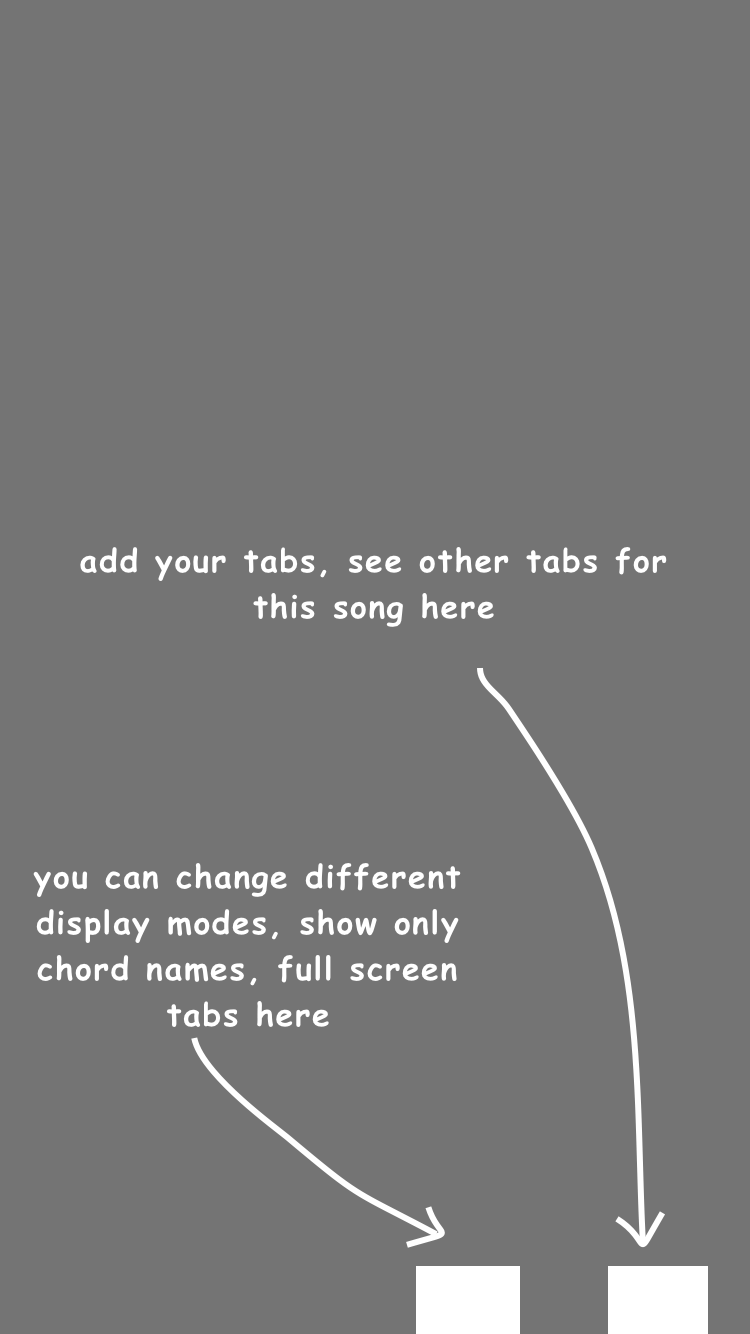 add your tabs, see other tabs for
this song here
you can change different
display modes, show only
chord names, full screen
tabs here